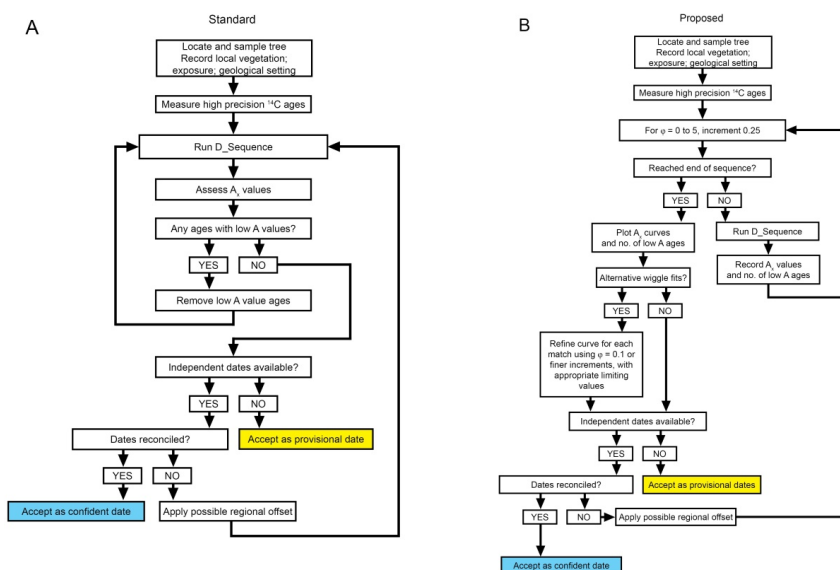 A
Standard
Locate and sample tree
Record local vegetation;
exposure; geological setting
Measure high precision ¹⁴C ages
Run D_Sequence
Assess Aₓ values
Any ages with low A values?
YES
NO
Remove low A value ages
Independent dates available?
YES
NO
Dates reconciled?
Accept as provisional date
YES
NO
Accept as confident date
Apply possible regional offset
B
Proposed
Locate and sample tree
Record local vegetation;
exposure; geological setting
Measure high precision ¹⁴C ages
For φ = 0 to 5, increment 0.25
Reached end of sequence?
YES
NO
Plot Aₓ curves
and no. of low A ages
Run D_Sequence
Record Aₓ values
and no. of low A ages
Alternative wiggle fits?
YES
NO
Refine curve for each
match using φ = 0.1 or
finer increments, with
appropriate limiting
values
Independent dates available?
YES
NO
Dates reconciled?
Accept as provisional dates
YES
NO
Apply possible regional offset
Accept as confident date